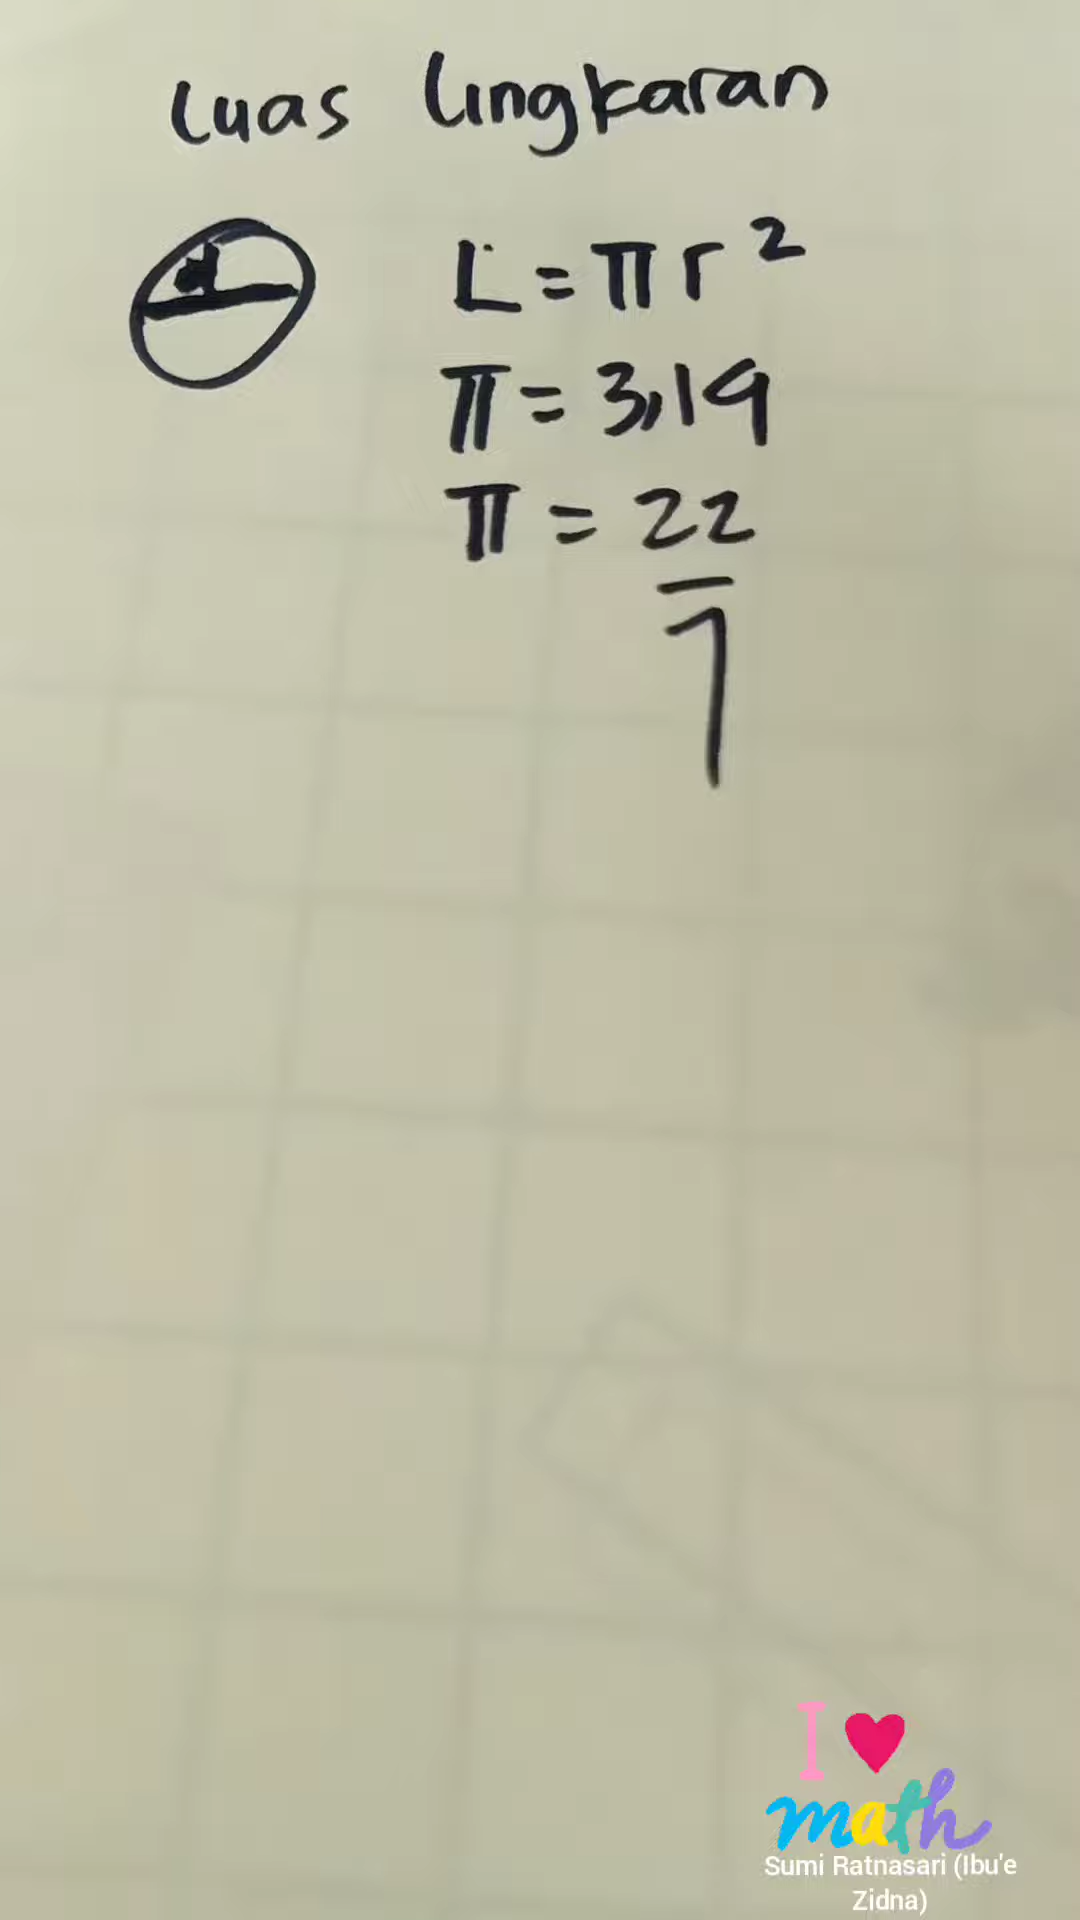 Luas Lingkaran
d
L = π r²
π = 3,14
π = 22
7
I ♥
math
Sumi Ratnasari (Ibu'e
Zidna)